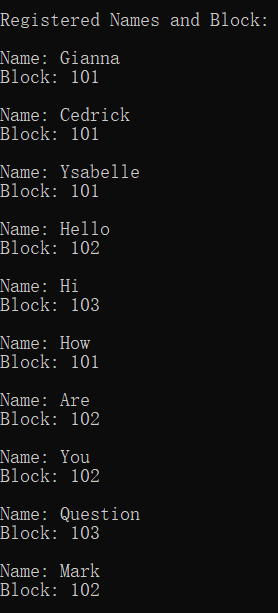 Registered Names and Block:
Name: Gianna
Block: 101
Name: Cedrick
Block: 101
Name: Ysabelle
Block: 101
Name: Hello
Block: 102
Name: Hi
Block: 103
Name: How
Block: 101
Name: Are
Block: 102
Name: You
Block: 102
Name: Question
Block: 103
Name: Mark
Block: 102